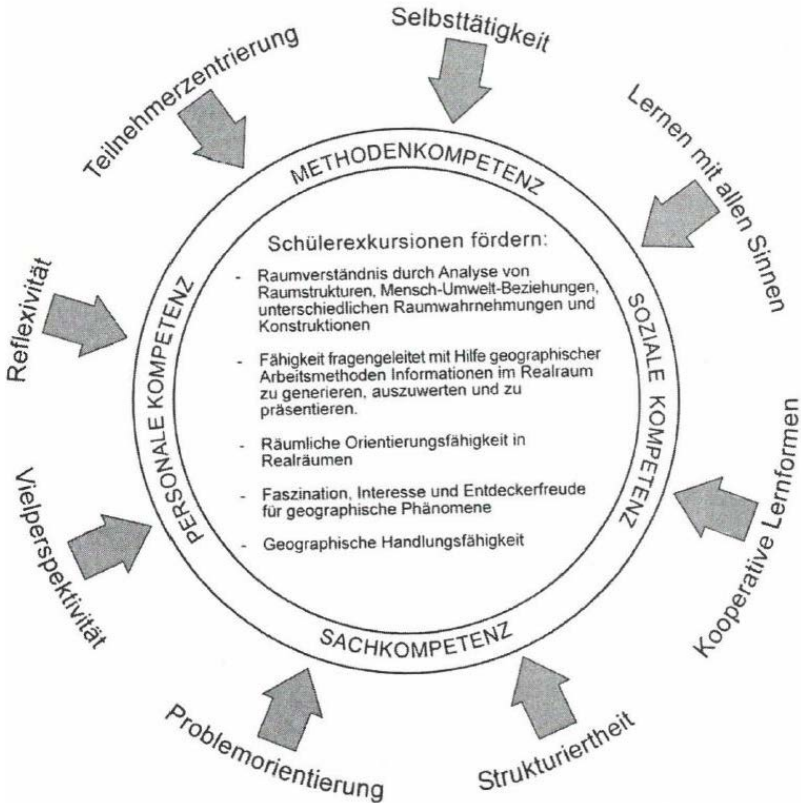 Selbsttätigkeit
Lernen mit allen Sinnen
Kooperative Lernformen
Strukturiertheit
Problemorientierung
Vielperspektivität
Reflexivität
Teilnehmerzentrierung
METHODENKOMPETENZ
SOZIALE KOMPETENZ
SACHKOMPETENZ
PERSONALE KOMPETENZ
Schülerexkursionen fördern:
- Raumverständnis durch Analyse von
Raumstrukturen, Mensch-Umwelt-Beziehungen,
unterschiedlichen Raumwahrnehmungen und
Konstruktionen
- Fähigkeit fragengeleitet mit Hilfe geographischer
Arbeitsmethoden Informationen im Realraum
zu generieren, auszuwerten und zu
präsentieren.
- Räumliche Orientierungsfähigkeit in
Realräumen
- Faszination, Interesse und Entdeckerfreude
für geographische Phänomene
- Geographische Handlungsfähigkeit